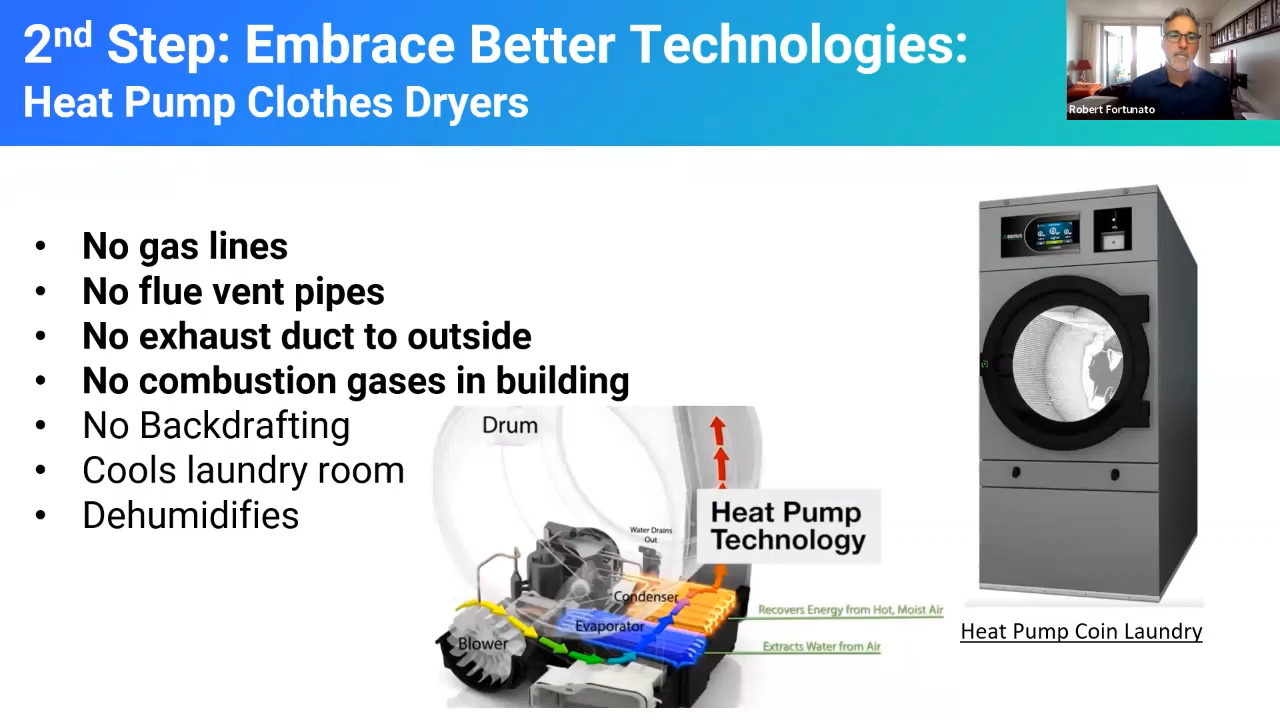 2nd Step: Embrace Better Technologies:
Heat Pump Clothes Dryers
Robert Fortunato
• No gas lines
• No flue vent pipes
• No exhaust duct to outside
• No combustion gases in building
• No Backdrafting
• Cools laundry room
• Dehumidifies
Drum
Water Drains
Out
Heat Pump
Technology
Condenser
Evaporator
Blower
Recovers Energy from Hot, Moist Air
Extracts Water from Air
domus
Heat Pump Coin Laundry